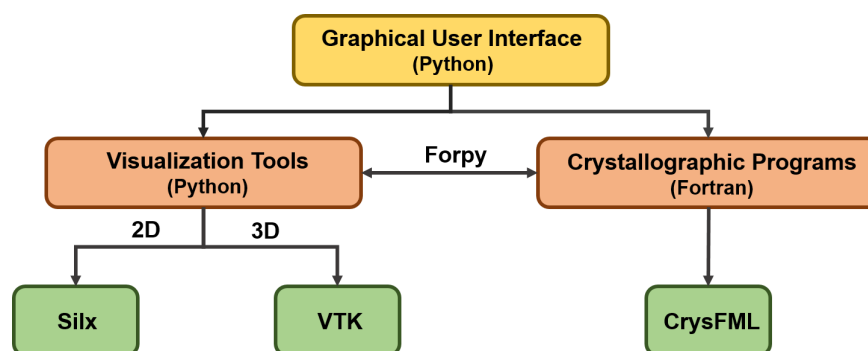 Graphical User Interface
(Python)
Visualization Tools
(Python)
Forpy
Crystallographic Programs
(Fortran)
2D
3D
Silx
VTK
CrysFML